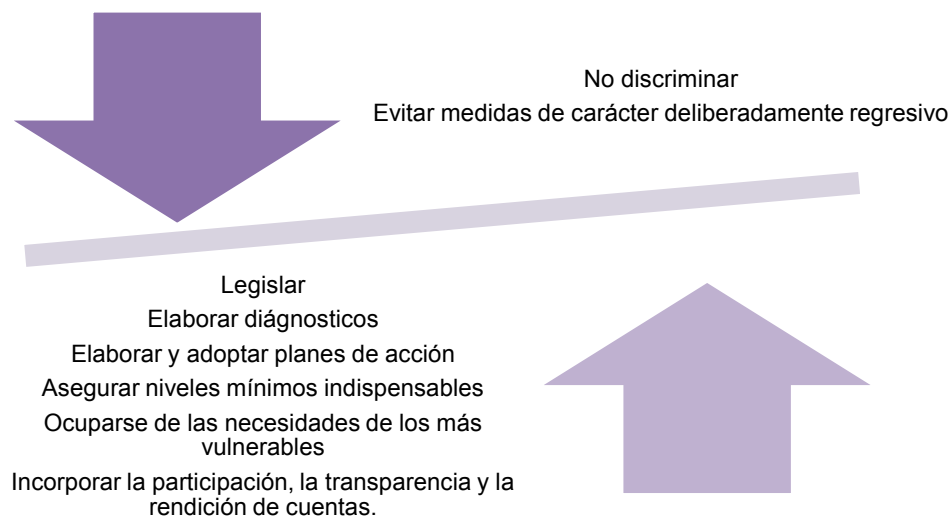 No discriminar
Evitar medidas de carácter deliberadamente regresivo
Legislar
Elaborar diágnosticos
Elaborar y adoptar planes de acción
Asegurar niveles mínimos indispensables
Ocuparse de las necesidades de los más
vulnerables
Incorporar la participación, la transparencia y la
rendición de cuentas.